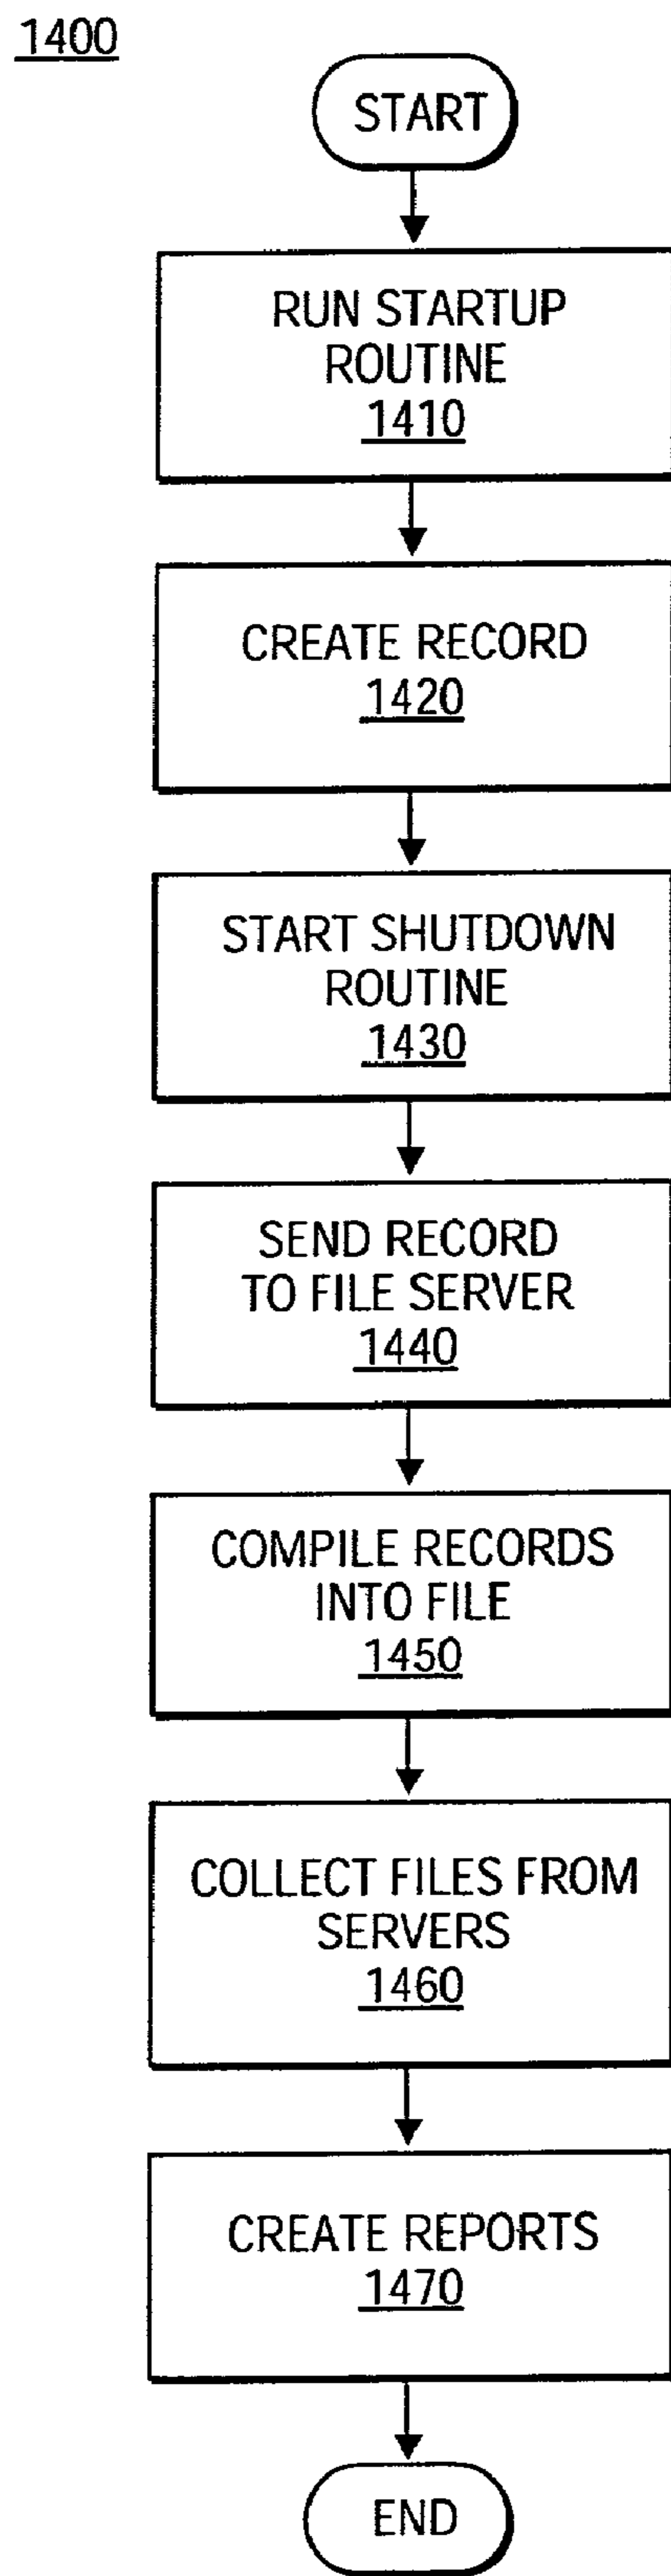 1400
START
RUN STARTUP
ROUTINE
1410
CREATE RECORD
1420
START SHUTDOWN
ROUTINE
1430
SEND RECORD
TO FILE SERVER
1440
COMPILE RECORDS
INTO FILE
1450
COLLECT FILES FROM
SERVERS
1460
CREATE REPORTS
1470
END